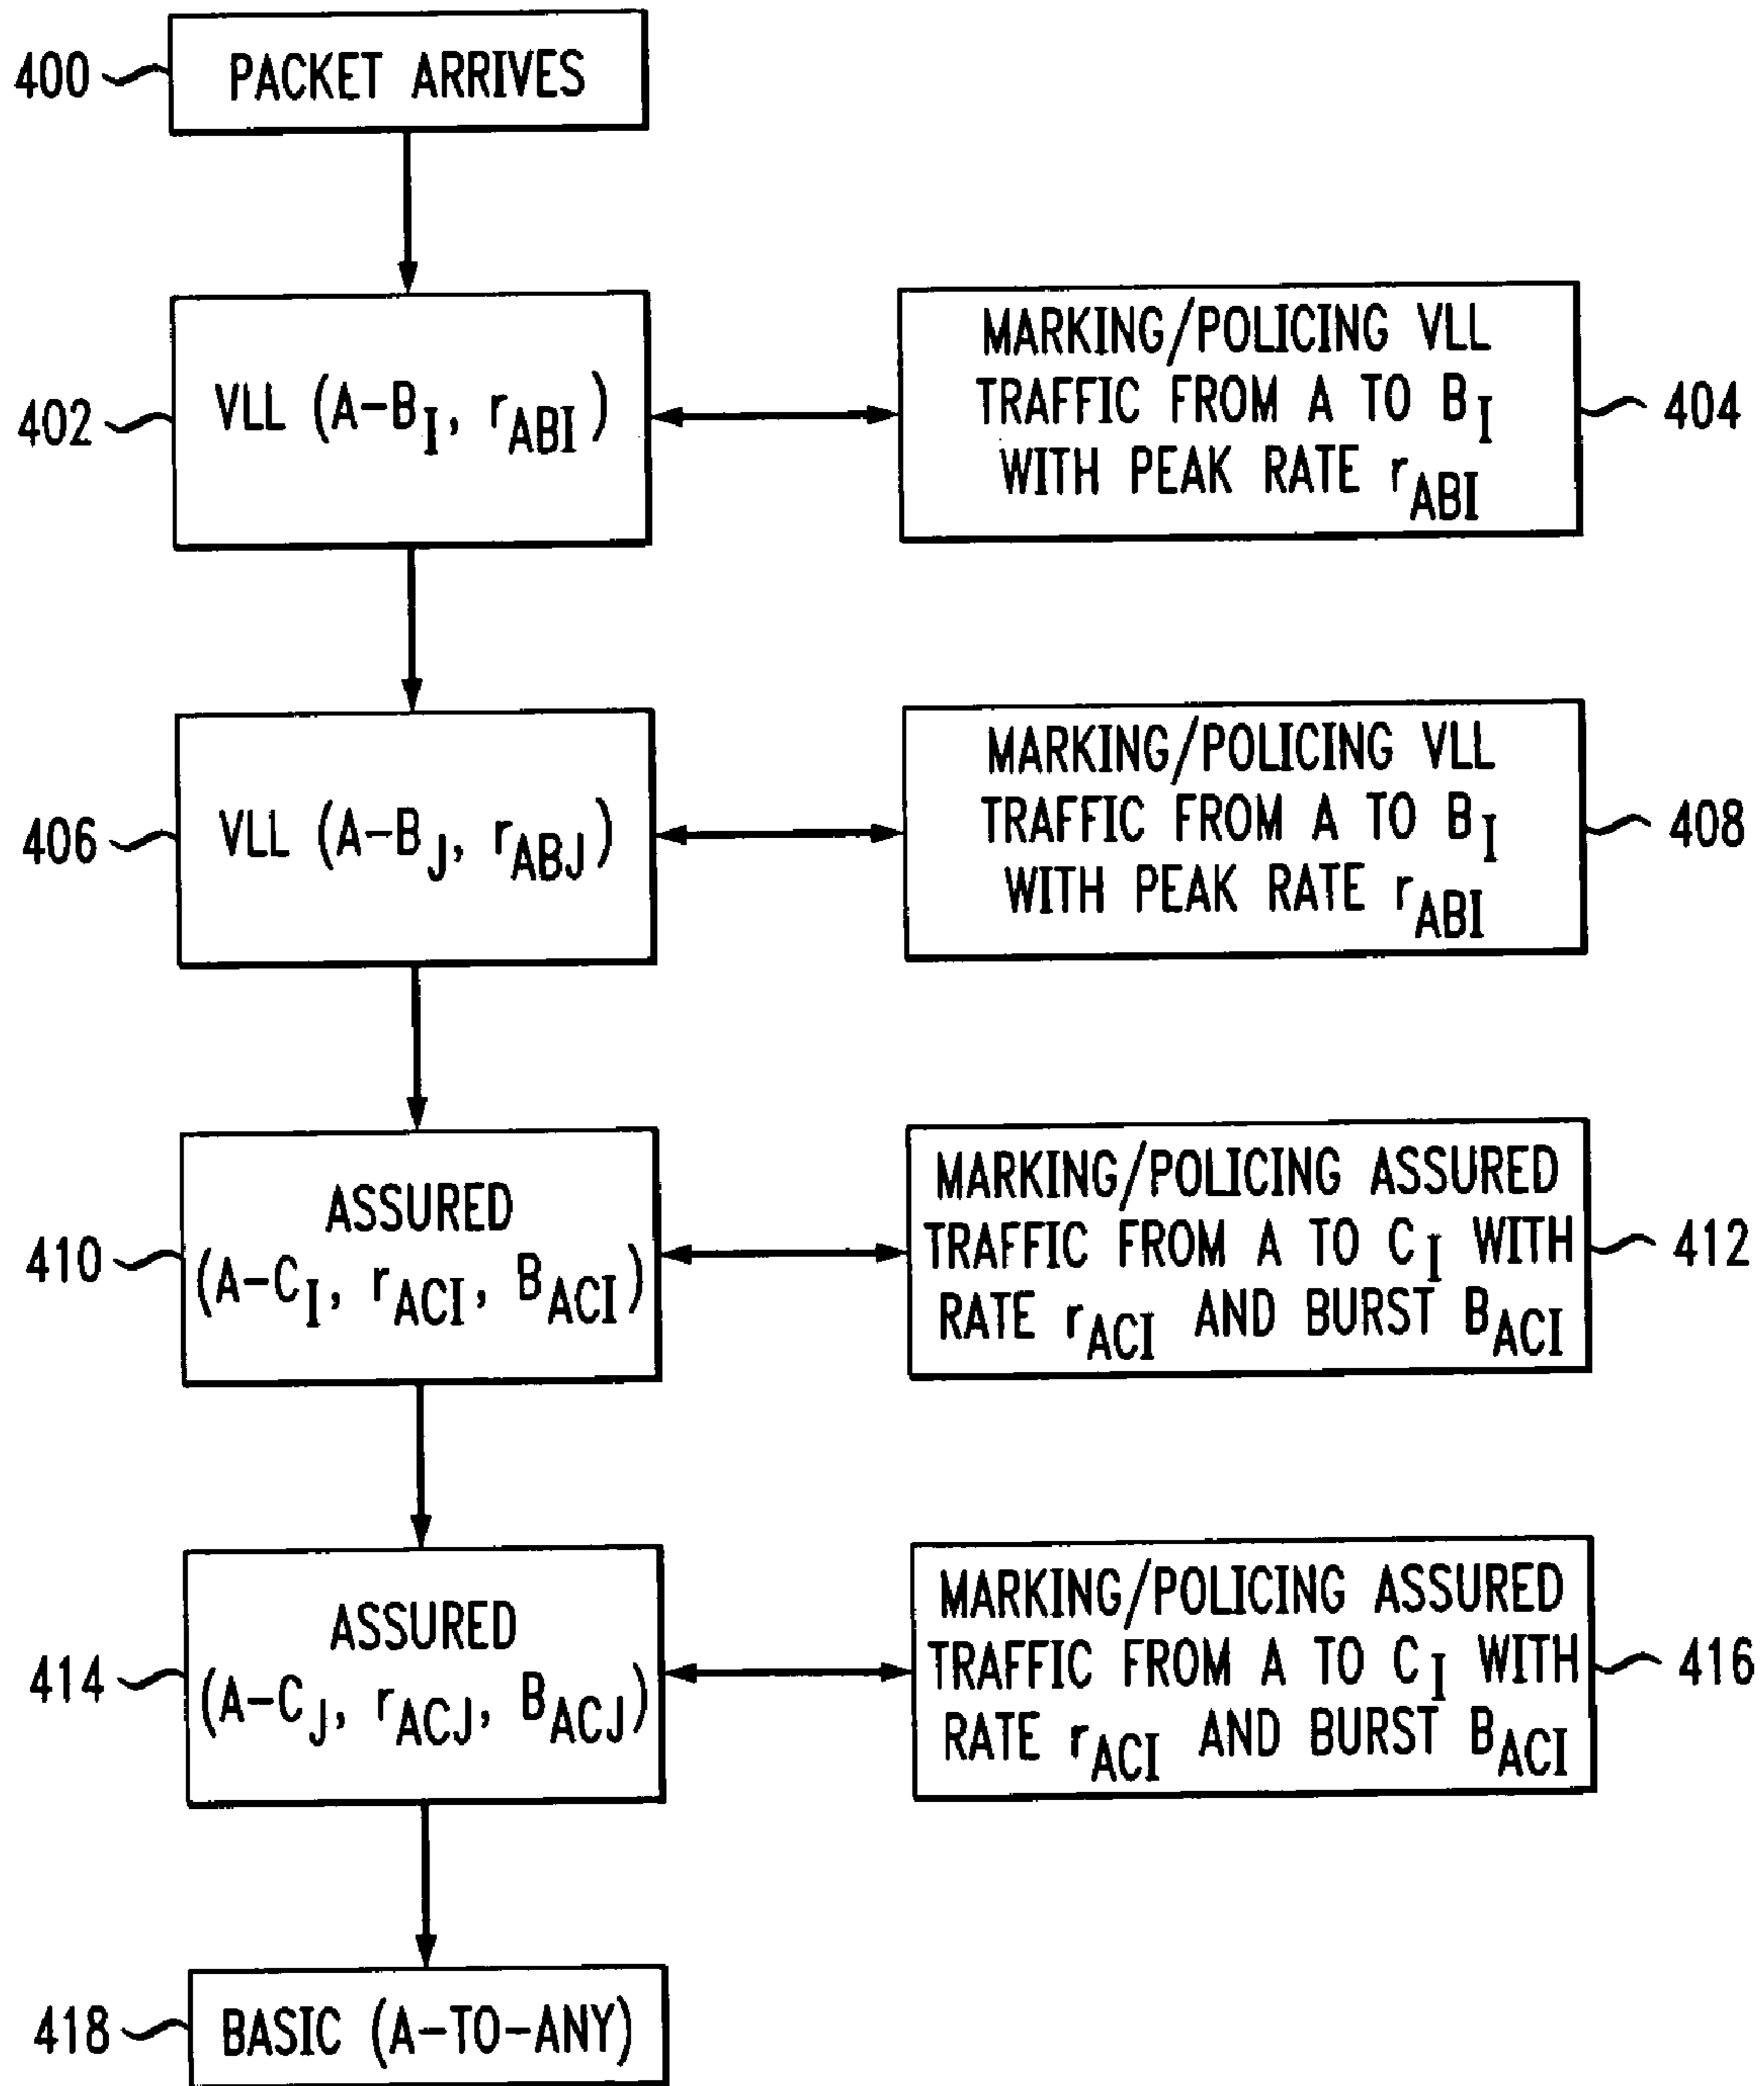 400
PACKET ARRIVES
402
VLL (A-B_I, r_ABI)
MARKING/POLICING VLL
TRAFFIC FROM A TO B_I
WITH PEAK RATE r_ABI
404
406
VLL (A-B_J, r_ABJ)
MARKING/POLICING VLL
TRAFFIC FROM A TO B_I
WITH PEAK RATE r_ABI
408
410
ASSURED
(A-C_I, r_ACI, B_ACI)
MARKING/POLICING ASSURED
TRAFFIC FROM A TO C_I WITH
RATE r_ACI AND BURST B_ACI
412
414
ASSURED
(A-C_J, r_ACJ, B_ACJ)
MARKING/POLICING ASSURED
TRAFFIC FROM A TO C_I WITH
RATE r_ACI AND BURST B_ACI
416
418
BASIC (A-TO-ANY)